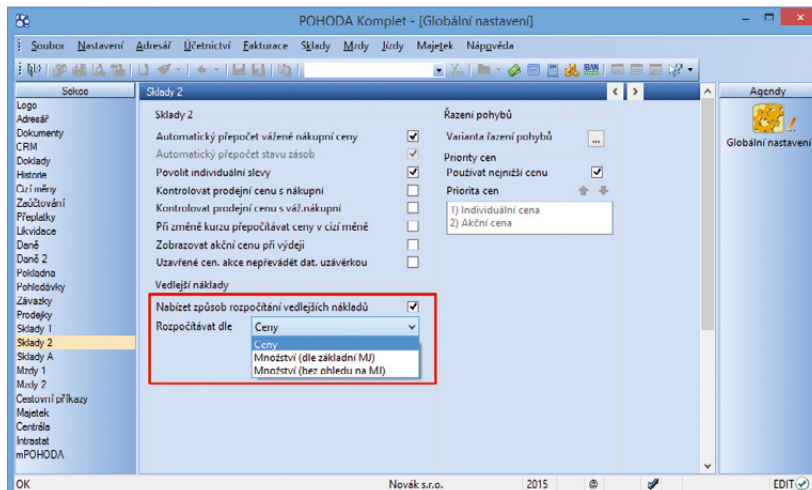 POHODA Komplet - [Globální nastavení]
Soubor Nastavení Adresář Účetnictví Fakturace Sklady Mzdy Jízdy Majetek Nápověda
Sekce
Logo
Adresář
Dokumenty
CRM
Doklady
Historie
Cizí měny
Zaúčtování
Přeplatky
Likvidace
Daně
Daně 2
Pokladna
Pohledávky
Závazky
Prodejky
Sklady 1
Sklady 2
Sklady A
Mzdy 1
Mzdy 2
Cestovní příkazy
Majetek
Centrála
Intrastat
mPOHODA
Sklady 2
Sklady 2
Automatický přepočet vážené nákupní ceny
Automatický přepočet stavu zásob
Povolit individuální slevy
Kontrolovat prodejní cenu s nákupní
Kontrolovat prodejní cenu s váž.nákupní
Při změně kurzu přepočítávat ceny v cizí měně
Zobrazovat akční cenu při výdeji
Uzavřené cen. akce nepřevádět dat. uzávěrkou
Vedlejší náklady
Nabízet způsob rozpočítání vedlejších nákladů
Rozpočítávat dle Ceny
Ceny
Množství (dle základní MJ)
Množství (bez ohledu na MJ)
Řazení pohybů
Varianta řazení pohybů ...
Priority cen
Používat nejnižší cenu
Priorita cen
1) Individuální cena
2) Akční cena
Agendy
Globální nastavení
OK Novák s.r.o. 2015 @ EDIT